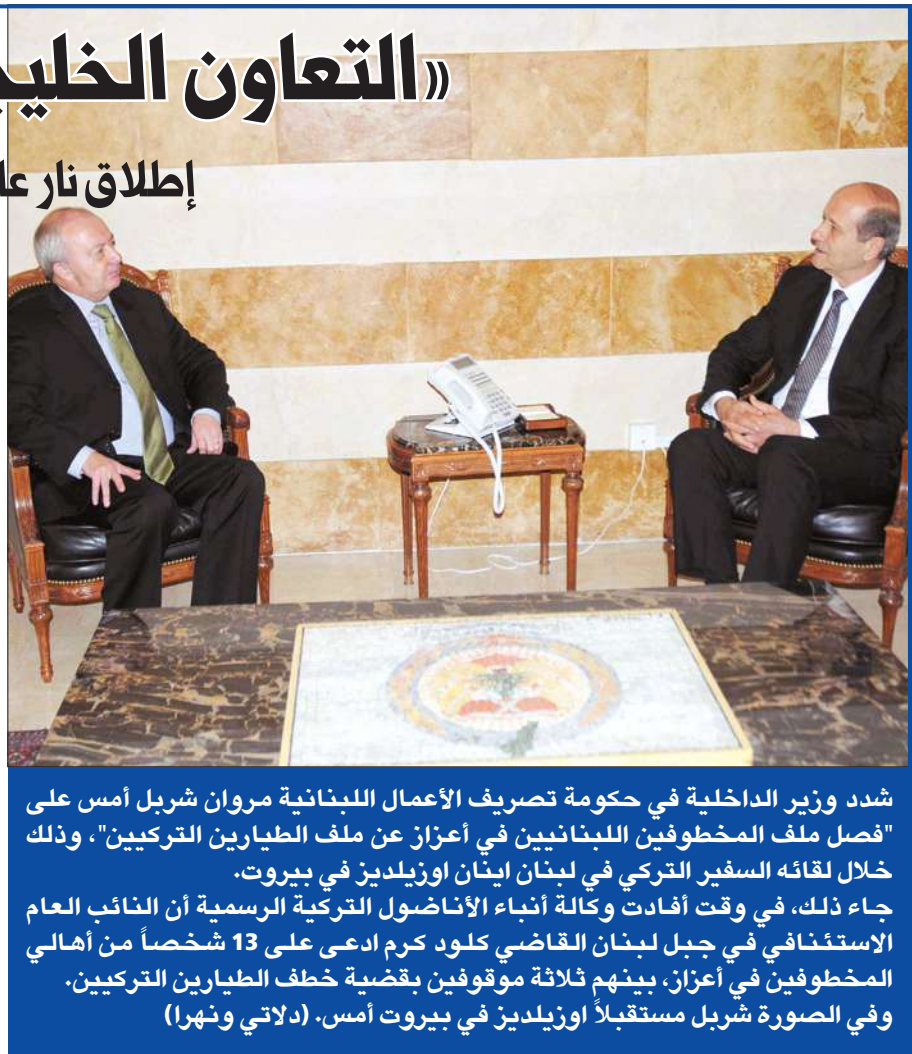 «التعاون الخليج
إطلاق نار
شدد وزير الداخلية في حكومة تصريف الأعمال اللبنانية مروان شربل أمس على
"فصل ملف المخطوفين اللبنانيين في أعزاز عن ملف الطيارين التركيين"، وذلك
خلال لقائه السفير التركي في لبنان اينان اوزيلديز في بيروت.
جاء ذلك، في وقت أفادت وكالة أنباء الأناضول التركية الرسمية أن النائب العام
الاستئنافي في جبل لبنان القاضي كلود كرم ادعى على 13 شخصاً من أهالي
المخطوفين في أعزاز، بينهم ثلاثة موقوفين بقضية خطف الطيارين التركيين.
وفي الصورة شربل مستقبلاً اوزيلديز في بيروت أمس. (دلاتي ونهرا)